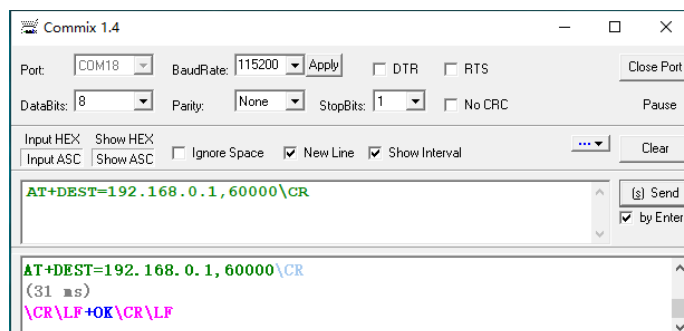 Commix 1.4
Port: COM18 BaudRate: 115200 Apply DTR RTS Close Port
DataBits: 8 Parity: None StopBits: 1 No CRC Pause
Input HEX Show HEX
Input ASC Show ASC Ignore Space New Line Show Interval ... Clear
AT+DEST=192.168.0.1,60000\CR
(s) Send
by Enter
AT+DEST=192.168.0.1,60000\CR
(31 ms)
\CR\LF+OK\CR\LF